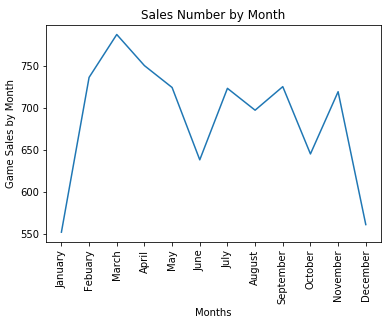 Sales Number by Month
Game Sales by Month
750
700
650
600
550
January
Febuary
March
April
May
June
July
August
September
October
November
December
Months